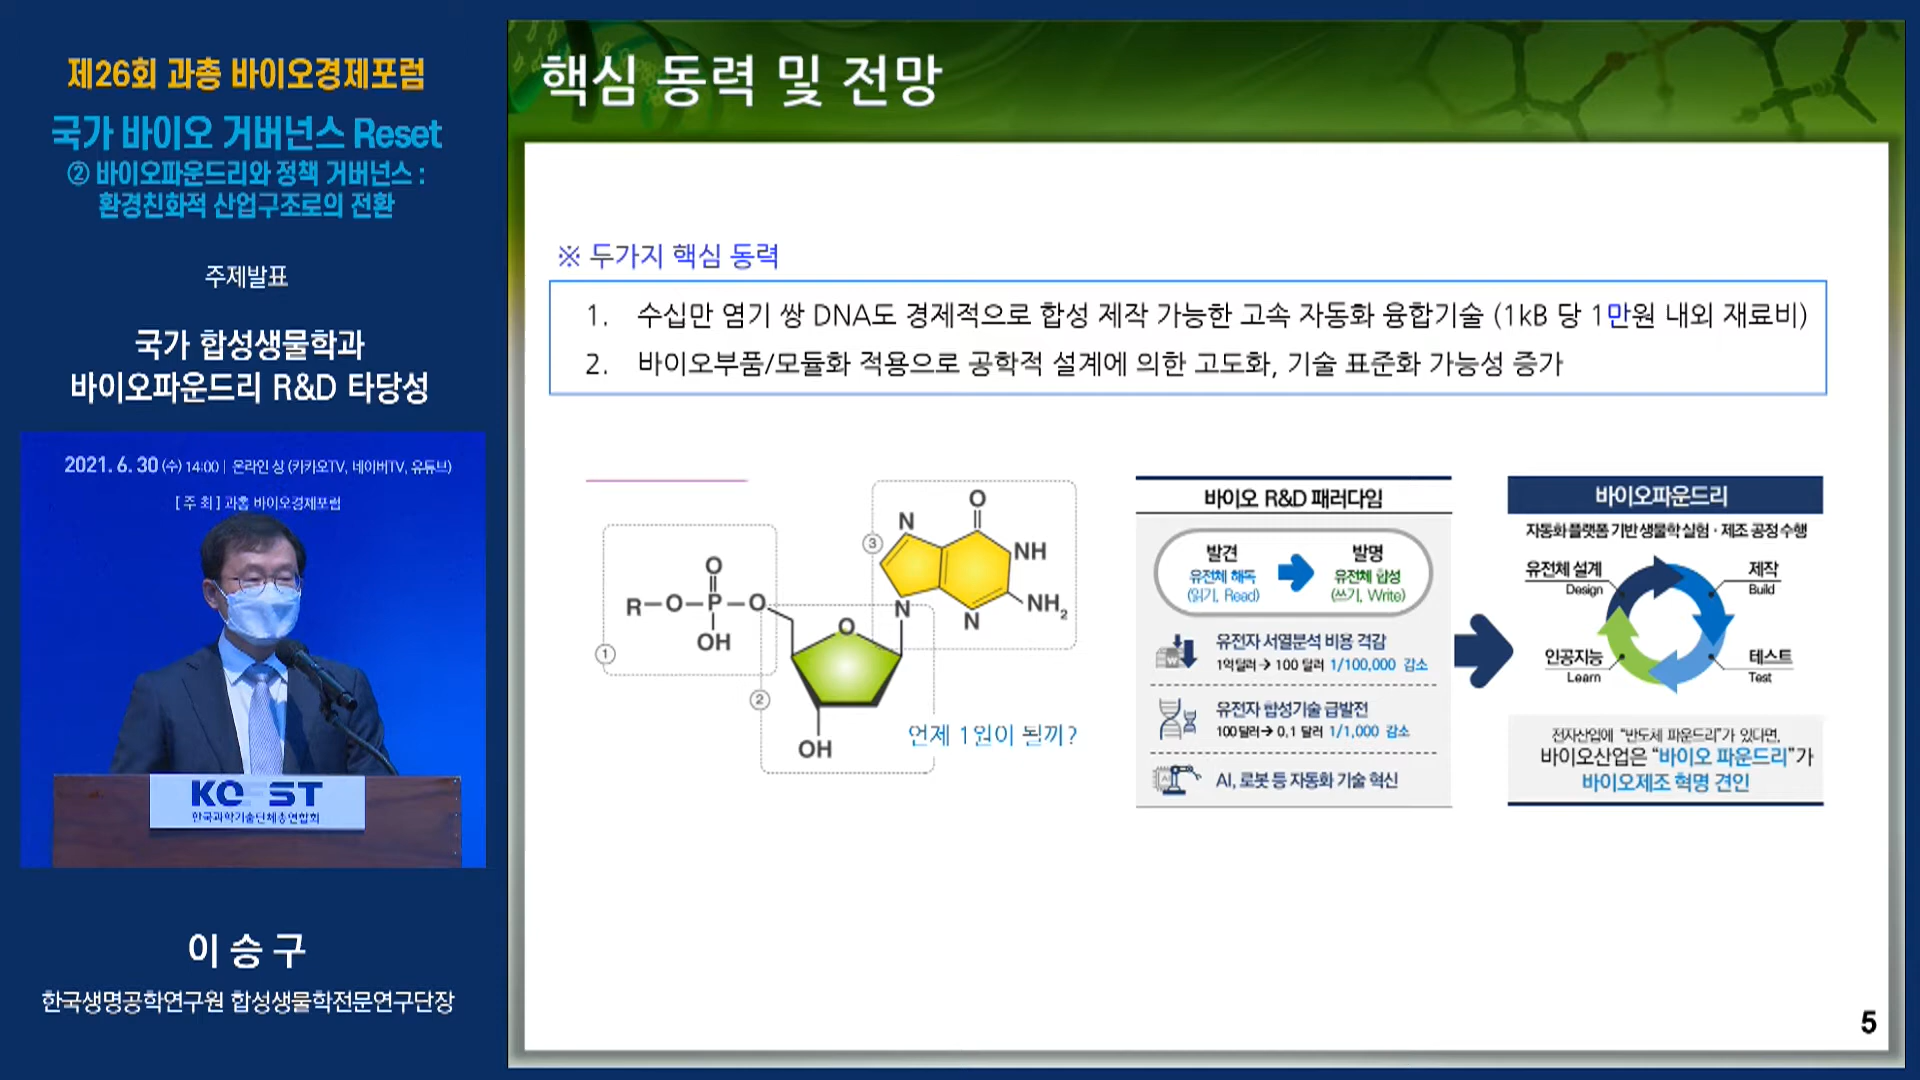 제26회 과총 바이오경제포럼
국가 바이오 거버넌스 Reset
② 바이오파운드리와 정책 거버넌스 :
환경친화적 산업구조로의 전환
주제발표
국가 합성생물학과
바이오파운드리 R&D 타당성
2021. 6. 30 (수) 14:00 | 온라인 상 (카카오TV, 네이버TV, 유튜브)
[ 주 최 ] 과총 바이오경제포럼
KO ST
한국과학기술단체총연합회
이 승 구
한국생명공학연구원 합성생물학전문연구단장
핵심 동력 및 전망
※ 두가지 핵심 동력
1. 수십만 염기 쌍 DNA도 경제적으로 합성 제작 가능한 고속 자동화 융합기술 (1kB 당 1만원 내외 재료비)
2. 바이오부품/모듈화 적용으로 공학적 설계에 의한 고도화, 기술 표준화 가능성 증가
O
R-O-P-O
OH
①
②
O
OH
③
N
O
NH
NH2
N
N
언제 1원이 될까?
바이오 R&D 패러다임
발견
유전체 해독
(읽기, Read)
발명
유전체 합성
(쓰기, Write)
유전자 서열분석 비용 격감
1억달러→ 100 달러 1/100,000 감소
유전자 합성기술 급발전
100달러→ 0.1 달러 1/1,000 감소
AI, 로봇 등 자동화 기술 혁신
바이오파운드리
자동화 플랫폼 기반 생물학 실험·제조 공정 수행
유전체 설계
Design
제작
Build
인공지능
Learn
테스트
Test
전자산업에 “반도체 파운드리”가 있다면,
바이오산업은 “바이오 파운드리”가
바이오제조 혁명 견인
5